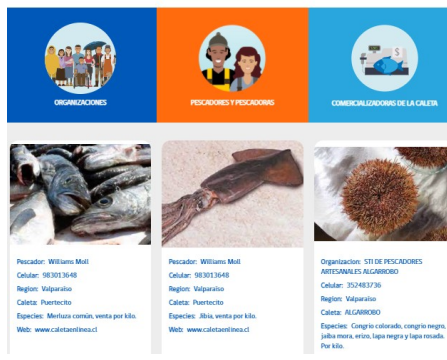 ORGANIZACIONES
PESCADORES Y PESCADORAS
COMERCIALIZADORAS DE LA CALETA
$
Pescador: Williams Moll
Celular: 983013648
Region: Valparaíso
Caleta: Puertecito
Especies: Merluza común, venta por kilo.
Web: www.caletaenlinea.cl
Pescador: Williams Moll
Celular: 983013648
Region: Valparaíso
Caleta: Puertecito
Especies: Jibia, venta por kilo.
Web: www.caletaenlinea.cl
Organizacion: STI DE PESCADORES
ARTESANALES ALGARROBO
Celular: 352483736
Region: Valparaíso
Caleta: ALGARROBO
Especies: Congrio colorado, congrio negro,
jaiba mora, erizo, lapa negra y lapa rosada.
Por kilo.